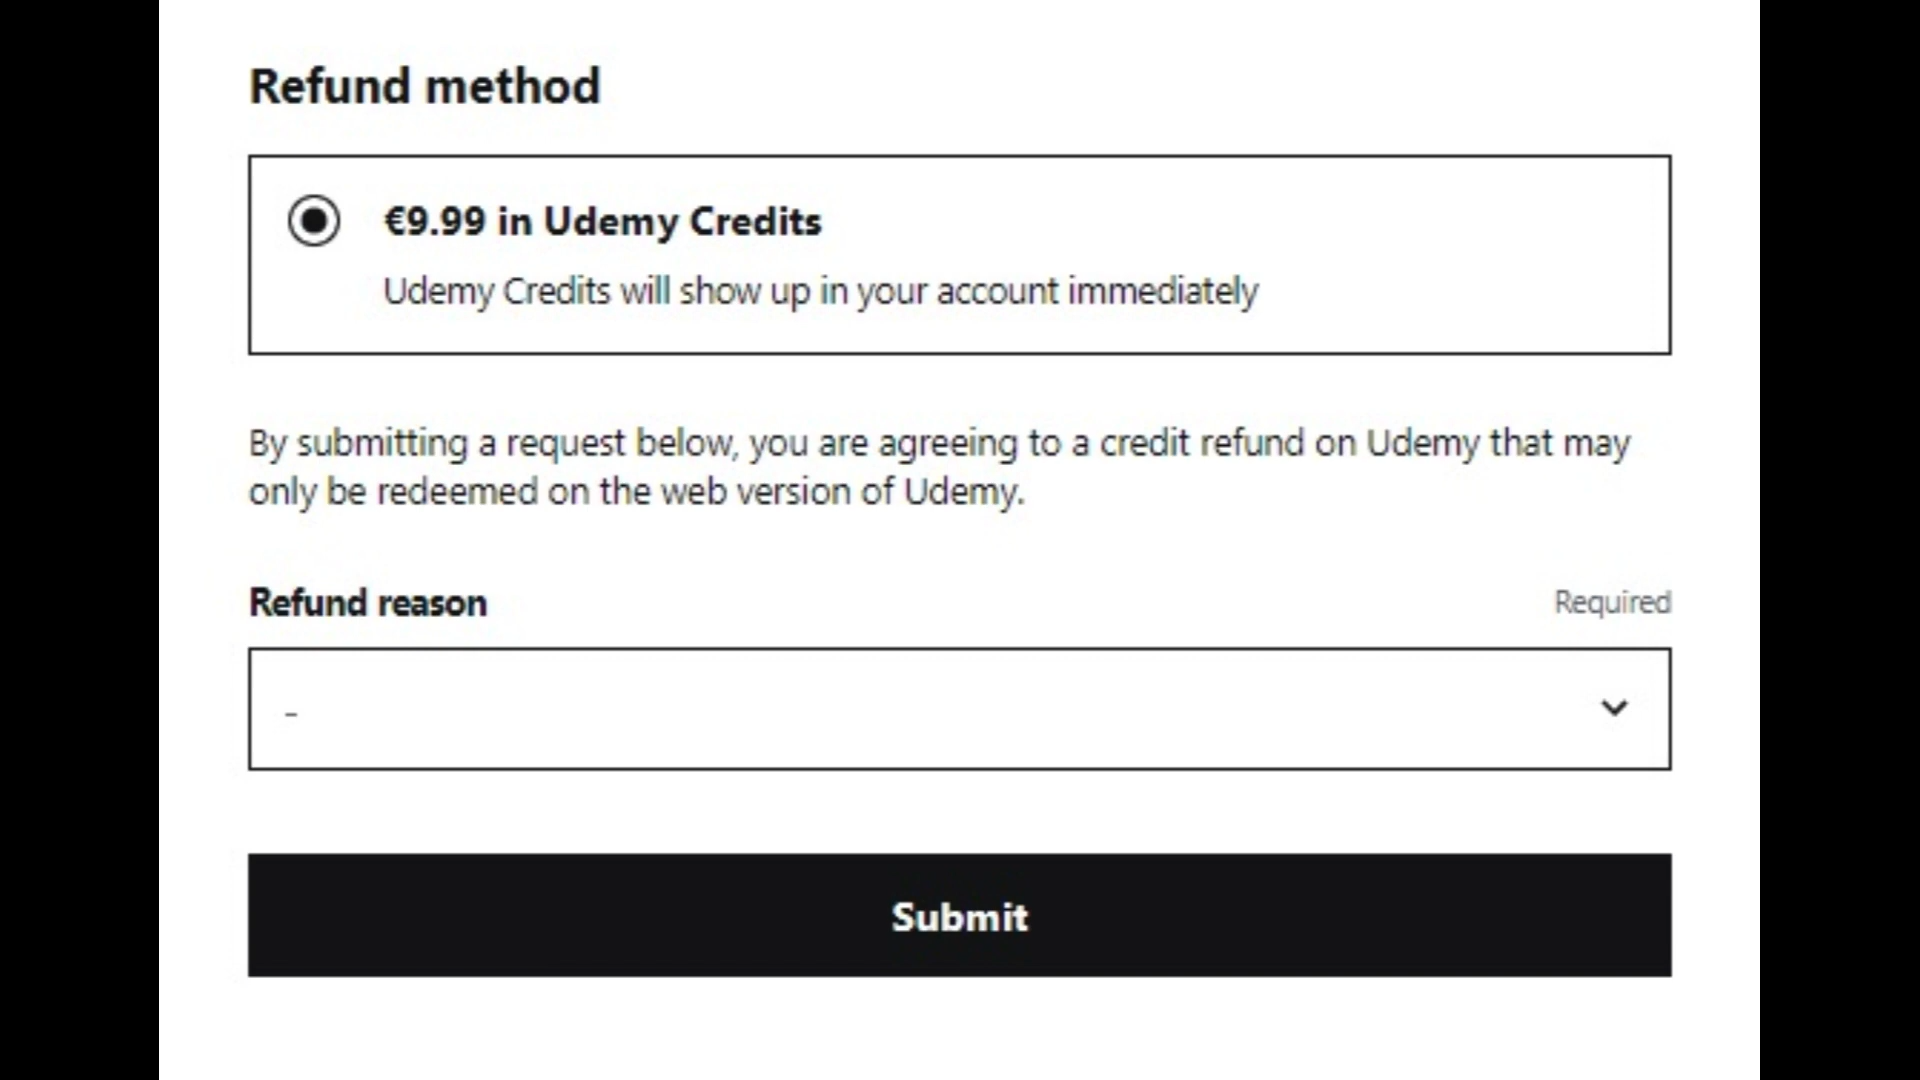 Refund method
€9.99 in Udemy Credits
Udemy Credits will show up in your account immediately
By submitting a request below, you are agreeing to a credit refund on Udemy that may
only be redeemed on the web version of Udemy.
Refund reason
Required
-
Submit